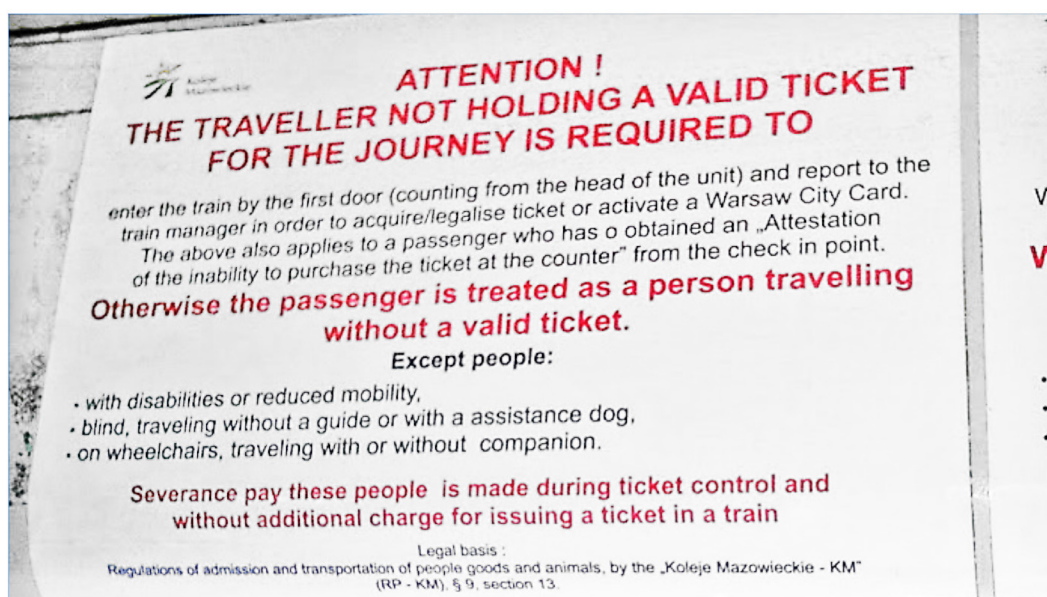 Koleje
Mazowieckie
ATTENTION !
THE TRAVELLER NOT HOLDING A VALID TICKET
FOR THE JOURNEY IS REQUIRED TO
enter the train by the first door (counting from the head of the unit) and report to the
train manager in order to acquire/legalise ticket or activate a Warsaw City Card.
The above also applies to a passenger who has o obtained an „Attestation
of the inability to purchase the ticket at the counter” from the check in point.
Otherwise the passenger is treated as a person travelling
without a valid ticket.
Except people:
• with disabilities or reduced mobility,
• blind, traveling without a guide or with a assistance dog,
• on wheelchairs, traveling with or without companion.
Severance pay these people is made during ticket control and
without additional charge for issuing a ticket in a train
Legal basis :
Regulations of admission and transportation of people goods and animals, by the „Koleje Mazowieckie - KM”
(RP - KM), § 9, section 13.